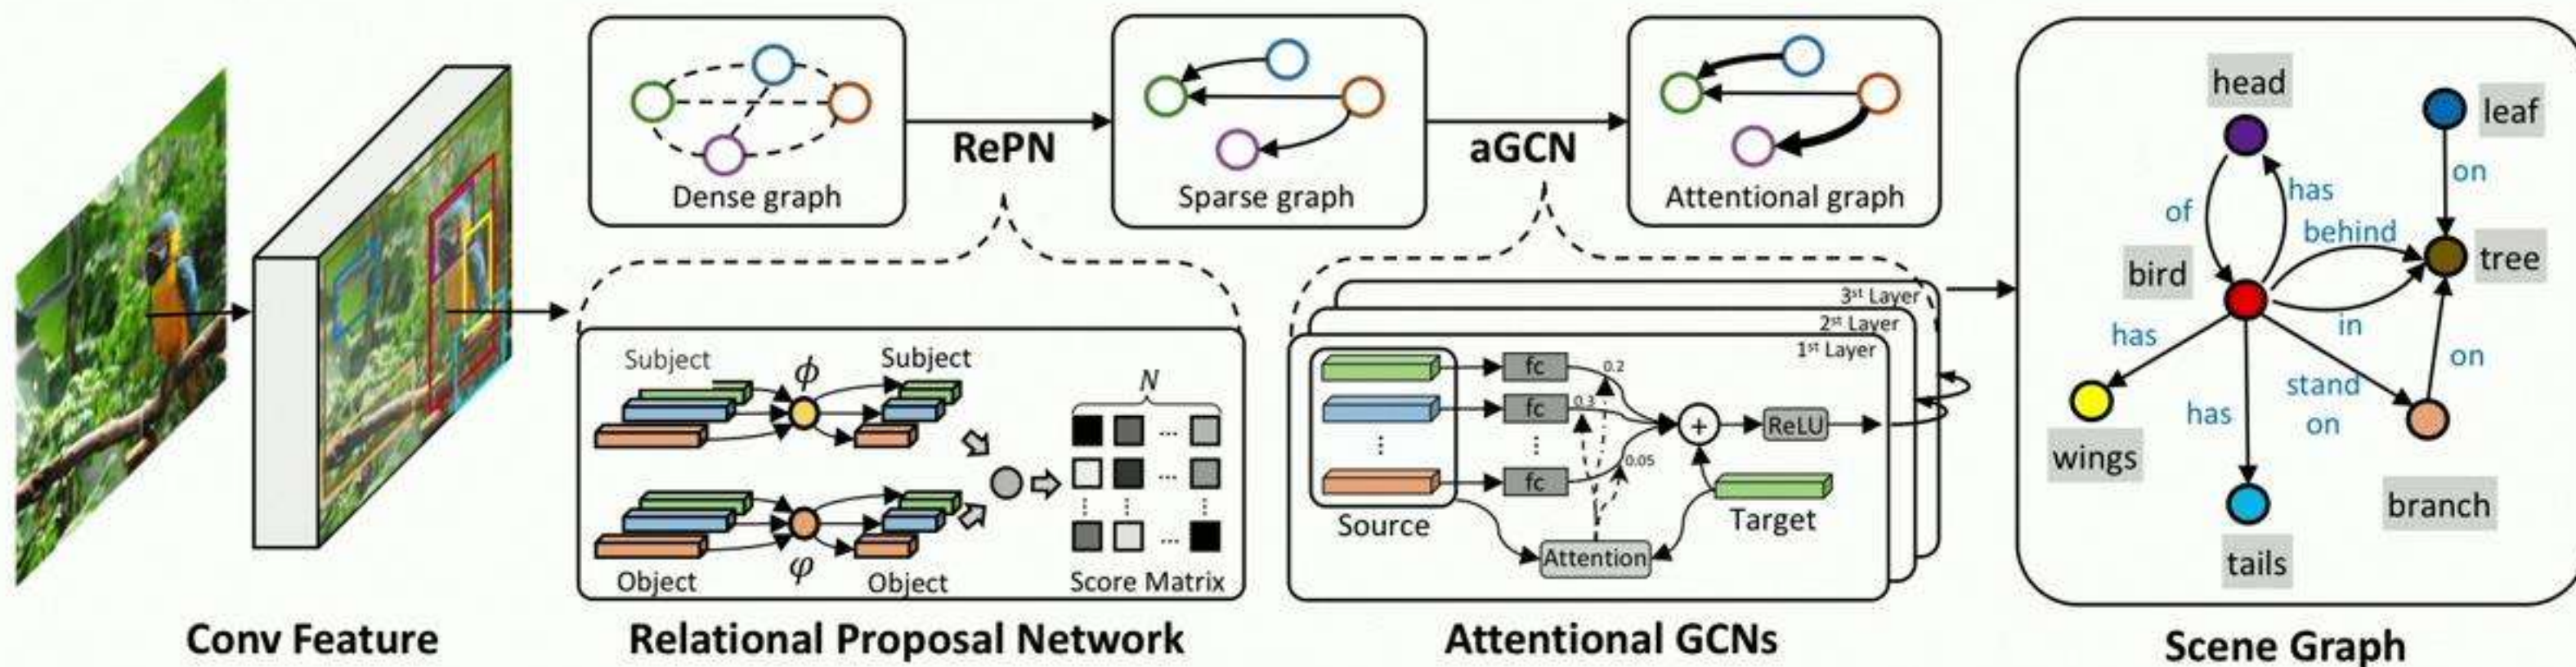 Dense graph
RePN
Sparse graph
aGCN
Attentional graph
Subject
ϕ
Subject
Object
φ
Object
N
...
...
...
Score Matrix
3st Layer
2st Layer
1st Layer
fc
0.2
fc
0.3
fc
0.05
+
ReLU
Source
Target
Attention
head
leaf
of
has
on
behind
bird
tree
in
has
on
stand
on
has
wings
branch
tails
Conv Feature
Relational Proposal Network
Attentional GCNs
Scene Graph